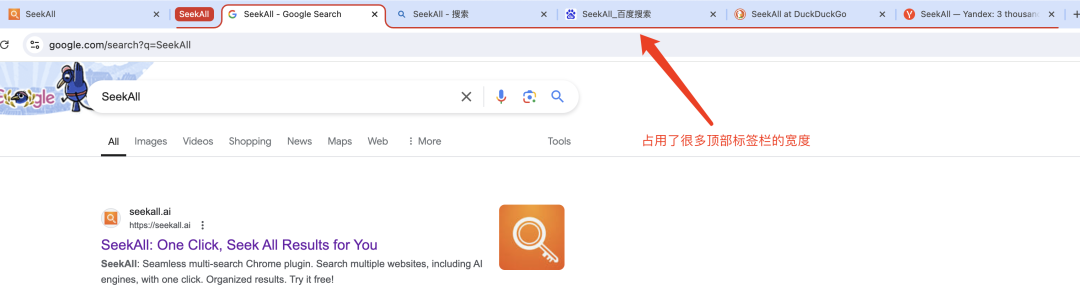 SeekAll
SeekAll
SeekAll - Google Search
SeekAll - 搜索
SeekAll_百度搜索
SeekAll at DuckDuckGo
SeekAll — Yandex: 3 thousan
google.com/search?q=SeekAll
SeekAll
All Images Videos Shopping News Maps Web More Tools
占用了很多顶部标签栏的宽度
seekall.ai
https://seekall.ai
SeekAll: One Click, Seek All Results for You
SeekAll: Seamless multi-search Chrome plugin. Search multiple websites, including AI
engines, with one click. Organized results. Try it free!